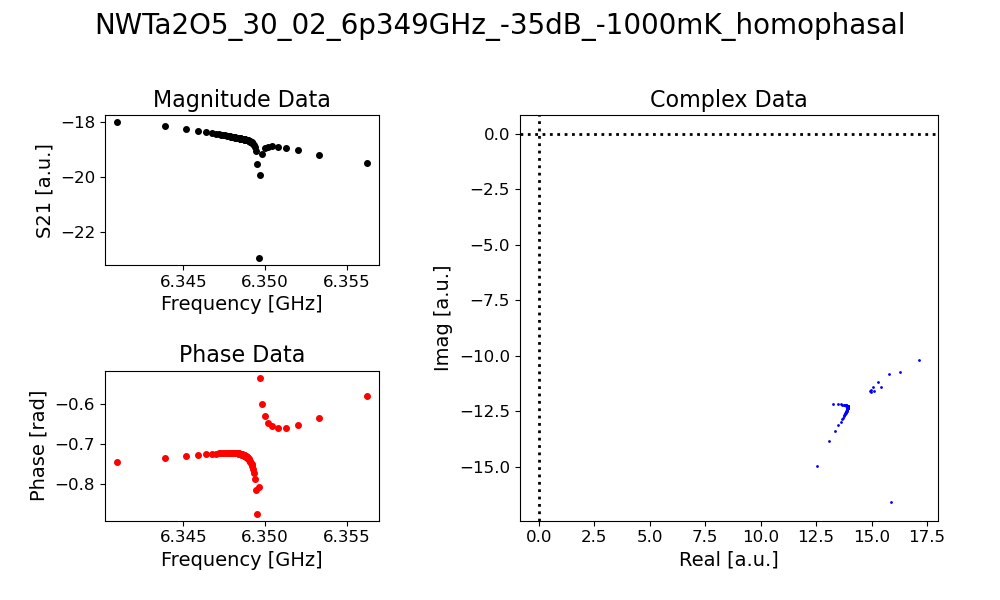 NWTa2O5_30_02_6p349GHz_-35dB_-1000mK_homophasal
Magnitude Data
S21 [a.u.]
−18
−20
−22
6.345 6.350 6.355
Frequency [GHz]
Phase Data
Phase [rad]
−0.6
−0.7
−0.8
6.345 6.350 6.355
Frequency [GHz]
Complex Data
Imag [a.u.]
0.0
−2.5
−5.0
−7.5
−10.0
−12.5
−15.0
0.0 2.5 5.0 7.5 10.0 12.5 15.0 17.5
Real [a.u.]